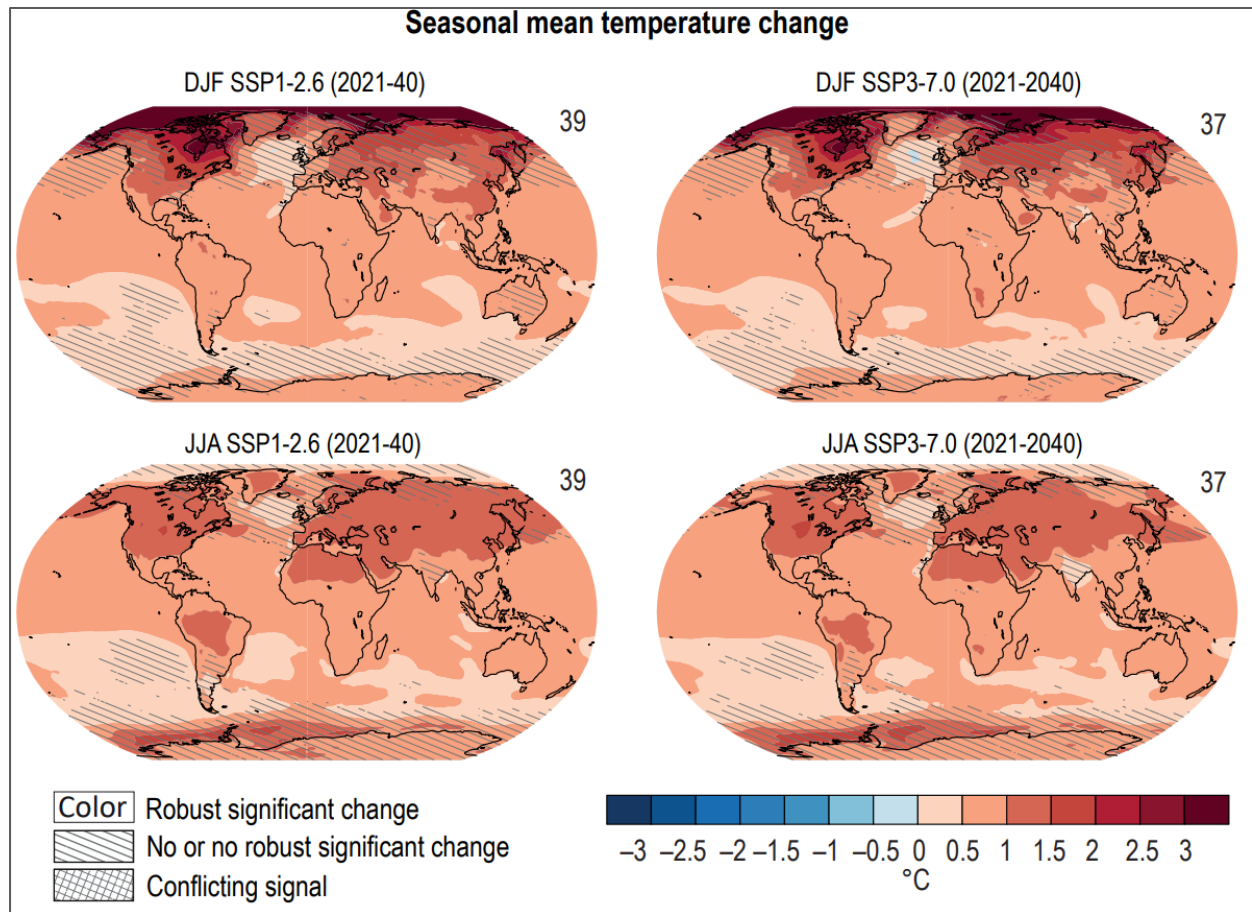 Seasonal mean temperature change
DJF SSP1-2.6 (2021-40)
39
DJF SSP3-7.0 (2021-2040)
37
JJA SSP1-2.6 (2021-40)
39
JJA SSP3-7.0 (2021-2040)
37
Color Robust significant change
No or no robust significant change
Conflicting signal
–3 –2.5 –2 –1.5 –1 –0.5 0 0.5 1 1.5 2 2.5 3
°C